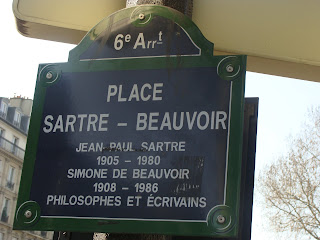 6e Arrt
PLACE
SARTRE – BEAUVOIR
JEAN-PAUL SARTRE
1905 – 1980
SIMONE DE BEAUVOIR
1908 – 1986
PHILOSOPHES ET ÉCRIVAINS